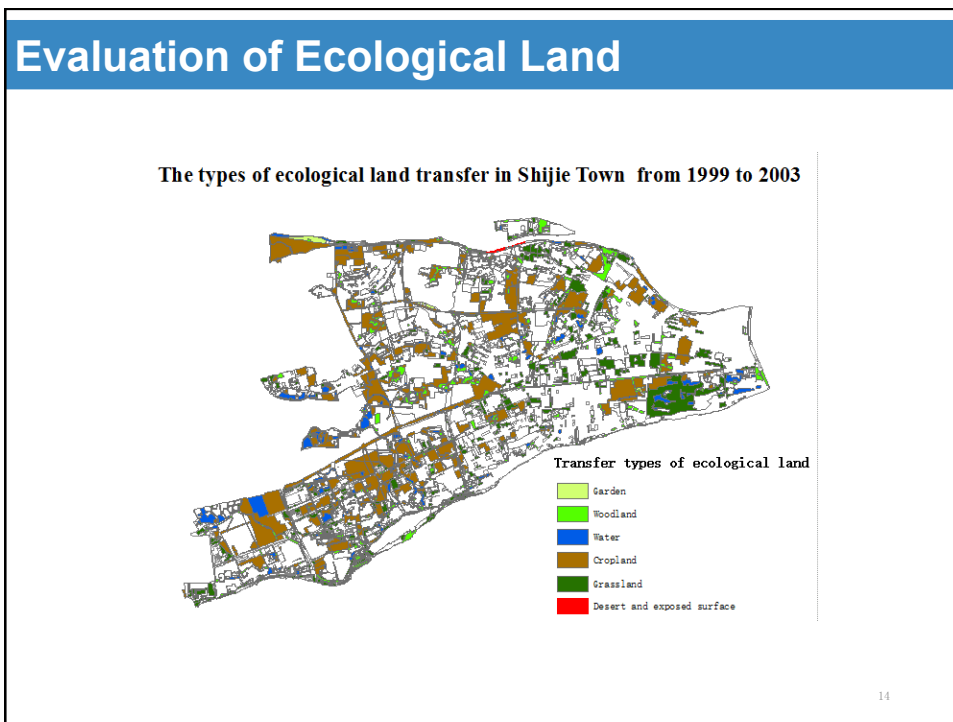 Evaluation of Ecological Land
The types of ecological land transfer in Shijie Town from 1999 to 2003
Transfer types of ecological land
Garden
Woodland
Water
Cropland
Grassland
Desert and exposed surface
14